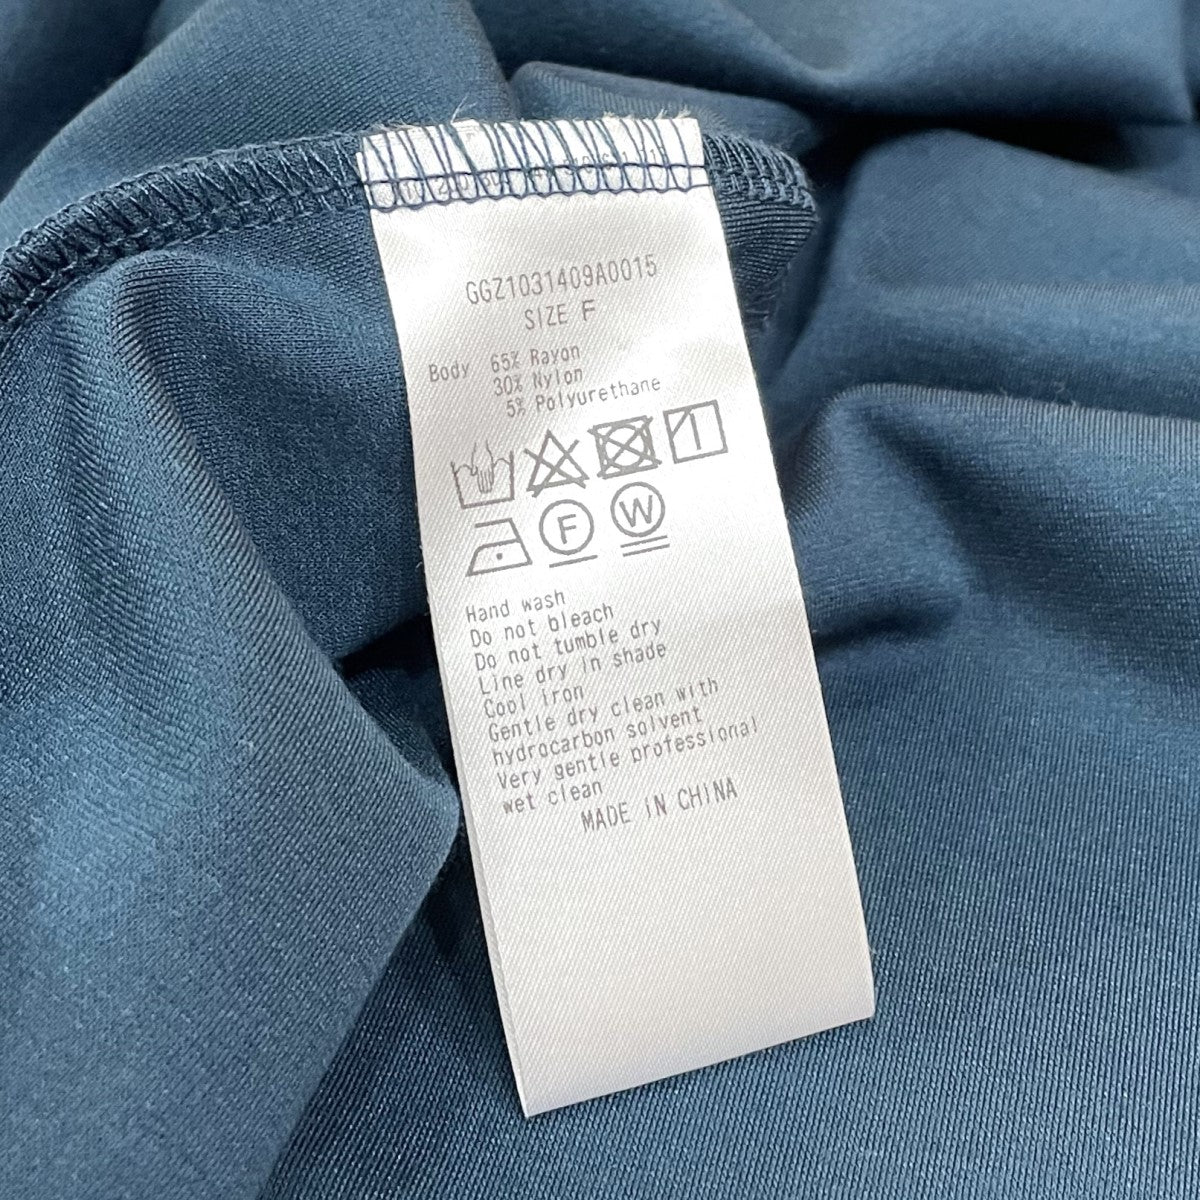 GGZ1031409A0015
SIZE F
Body 65% Rayon
30% Nylon
5% Polyurethane
F W
Hand wash
Do not bleach
Do not tumble dry
Line dry in shade
Cool iron
Gentle dry clean with
hydrocarbon solvent
Very gentle professional
wet clean
MADE iN CHiNA